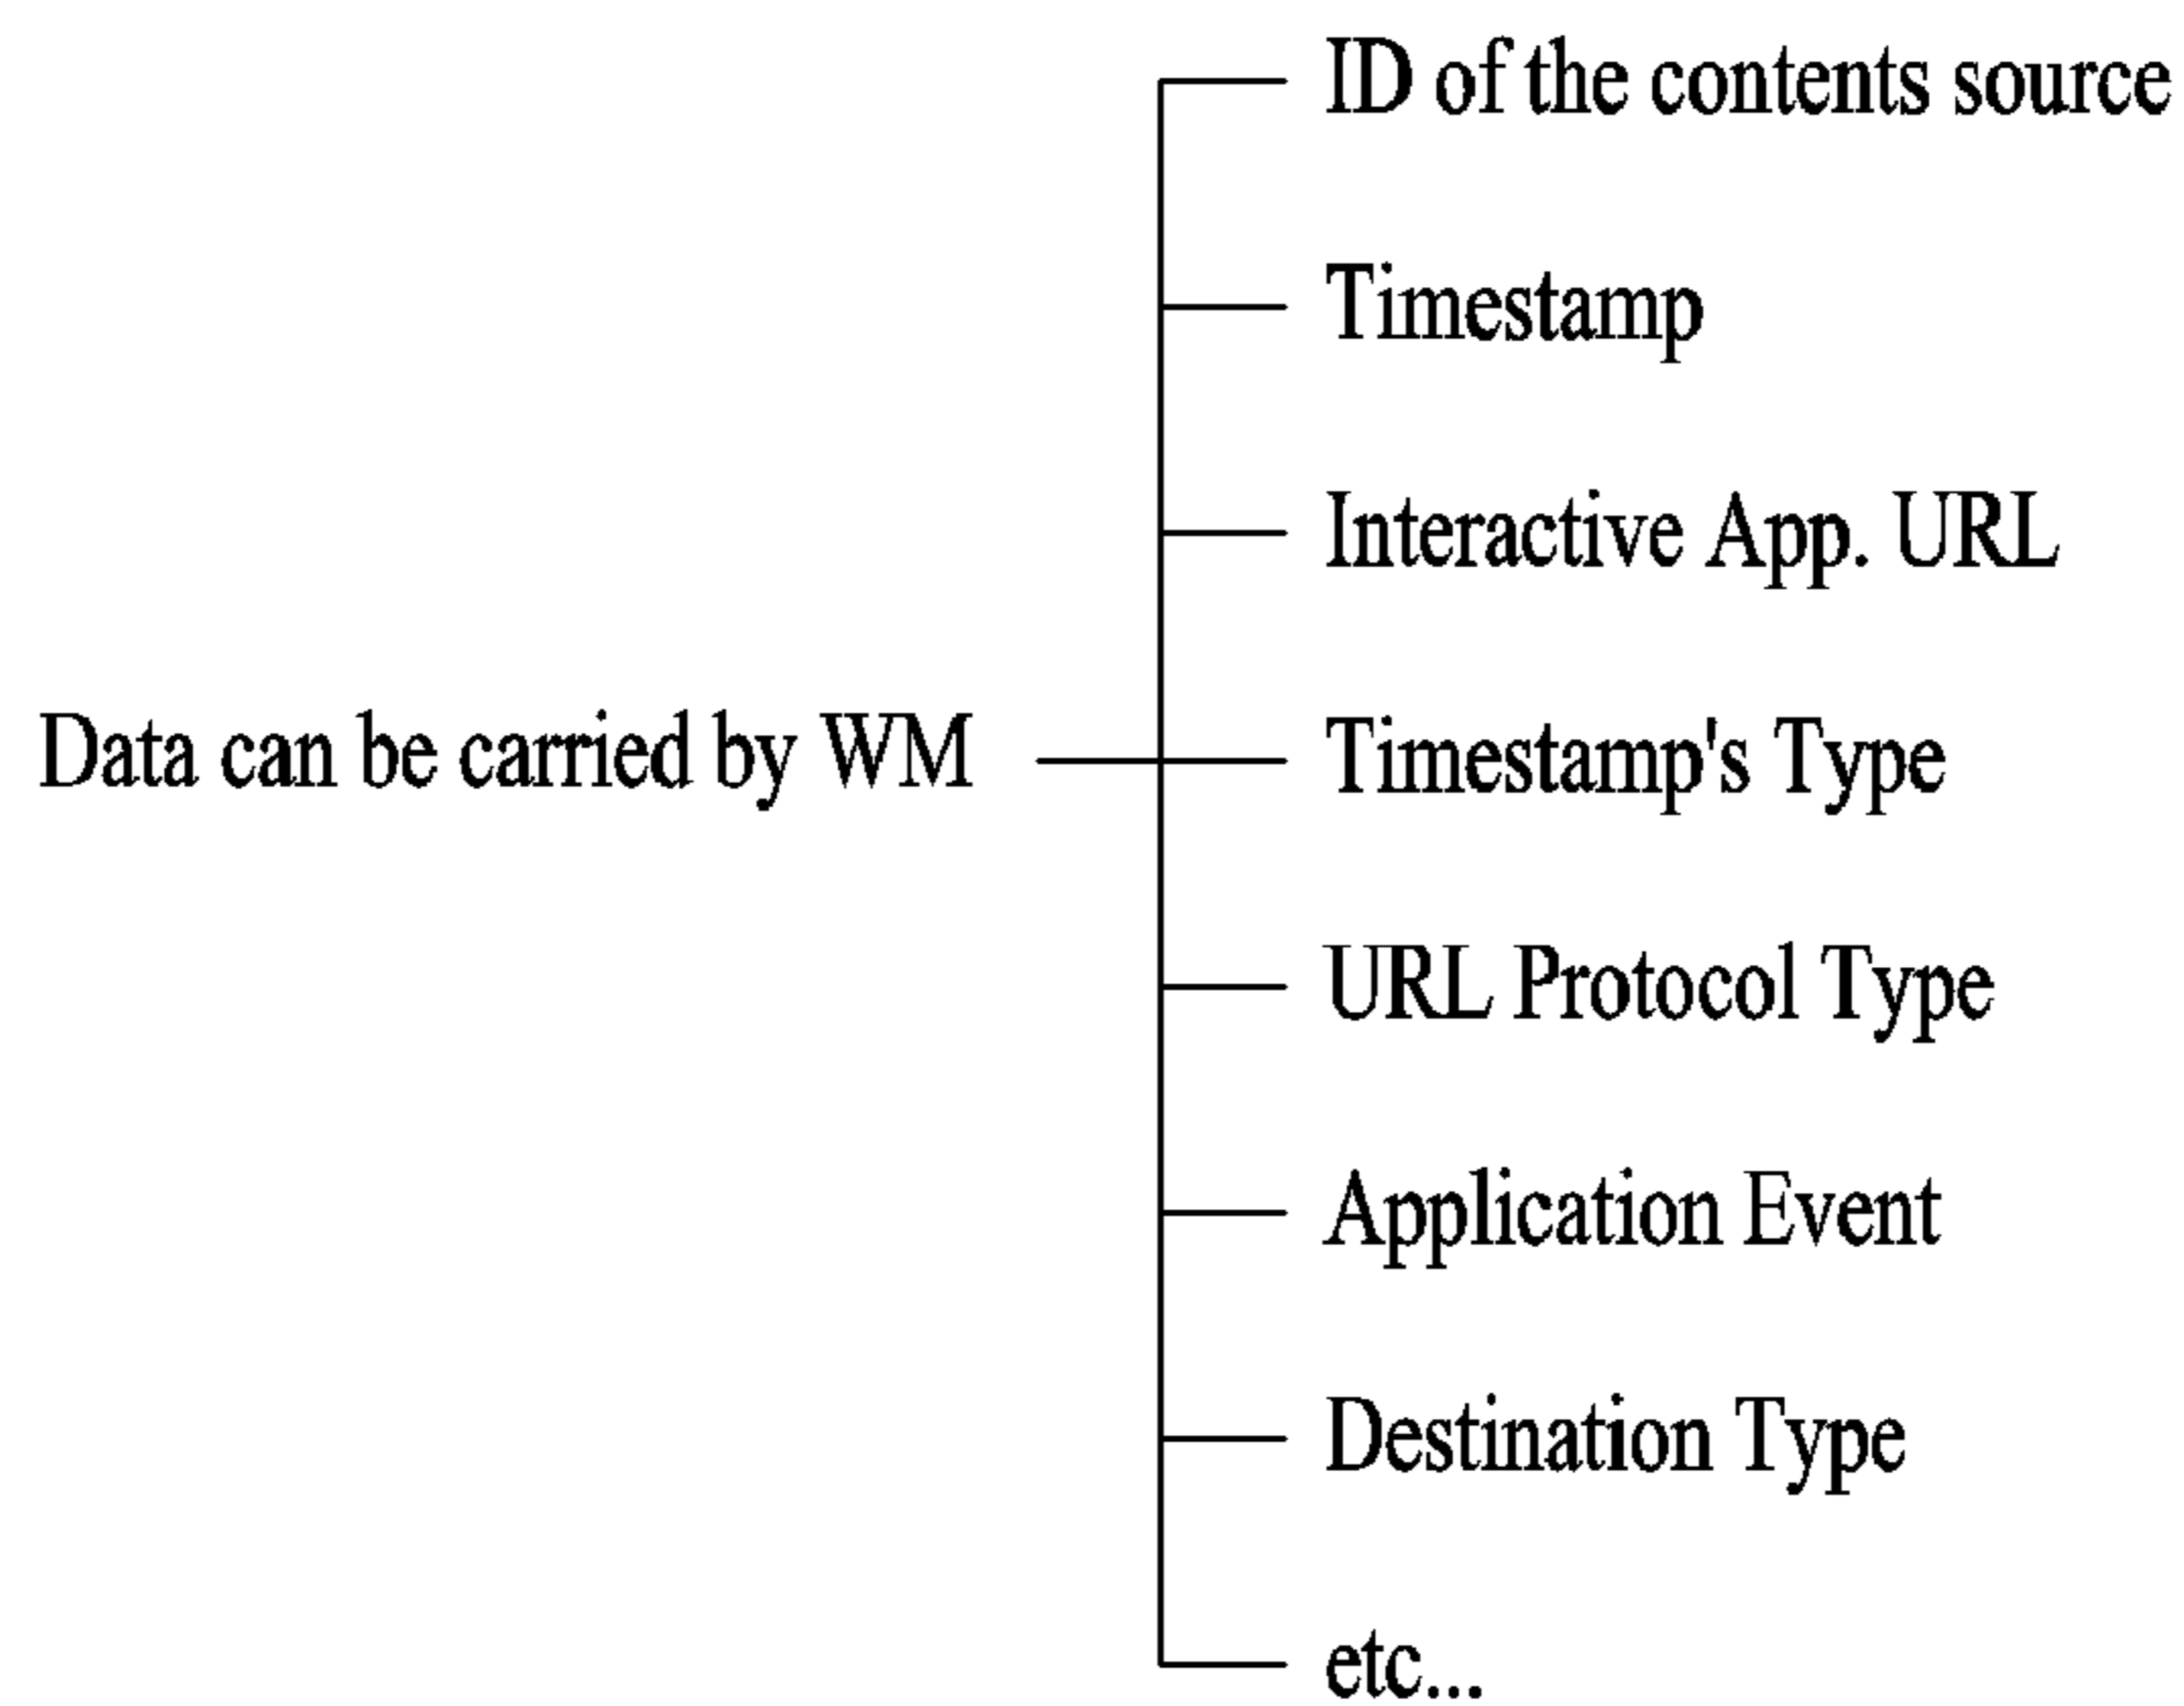 ID of the contents source
Timestamp
Interactive App. URL
Data can be carried by WM
Timestamp's Type
URL Protocol Type
Application Event
Destination Type
etc...